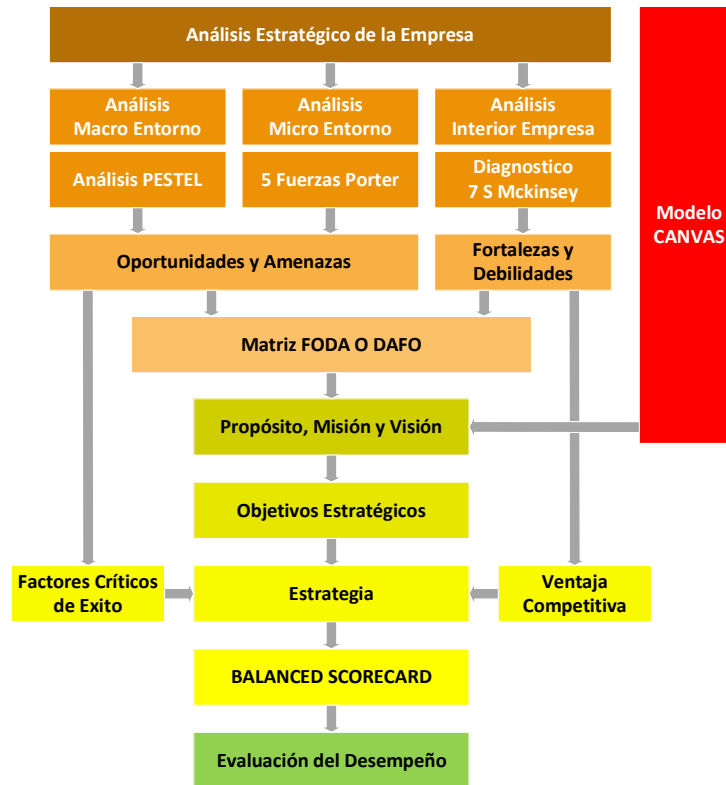 Análisis Estratégico de la Empresa
Análisis
Macro Entorno
Análisis
Micro Entorno
Análisis
Interior Empresa
Análisis PESTEL
5 Fuerzas Porter
Diagnostico
7 S Mckinsey
Modelo
CANVAS
Oportunidades y Amenazas
Fortalezas y
Debilidades
Matriz FODA O DAFO
Propósito, Misión y Visión
Objetivos Estratégicos
Factores Críticos
de Exito
Estrategia
Ventaja
Competitiva
BALANCED SCORECARD
Evaluación del Desempeño